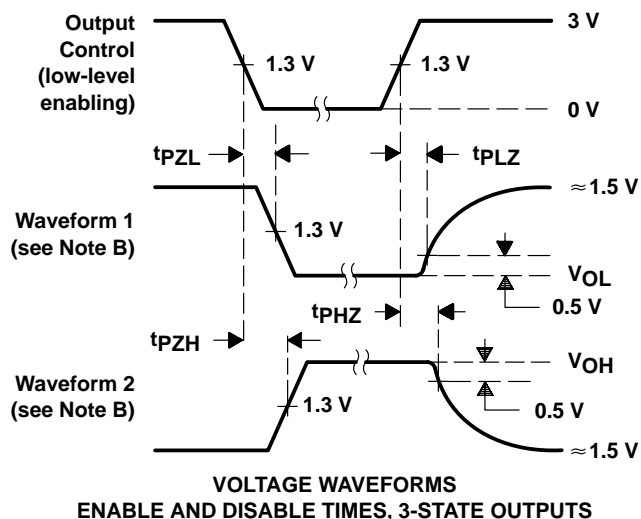 Output
Control
(low-level
enabling)
1.3 V
1.3 V
3 V
0 V
tPZL
tPLZ
Waveform 1
(see Note B)
1.3 V
≈1.5 V
VOL
0.5 V
tPHZ
tPZH
Waveform 2
(see Note B)
1.3 V
VOH
0.5 V
≈1.5 V
VOLTAGE WAVEFORMS
ENABLE AND DISABLE TIMES, 3-STATE OUTPUTS